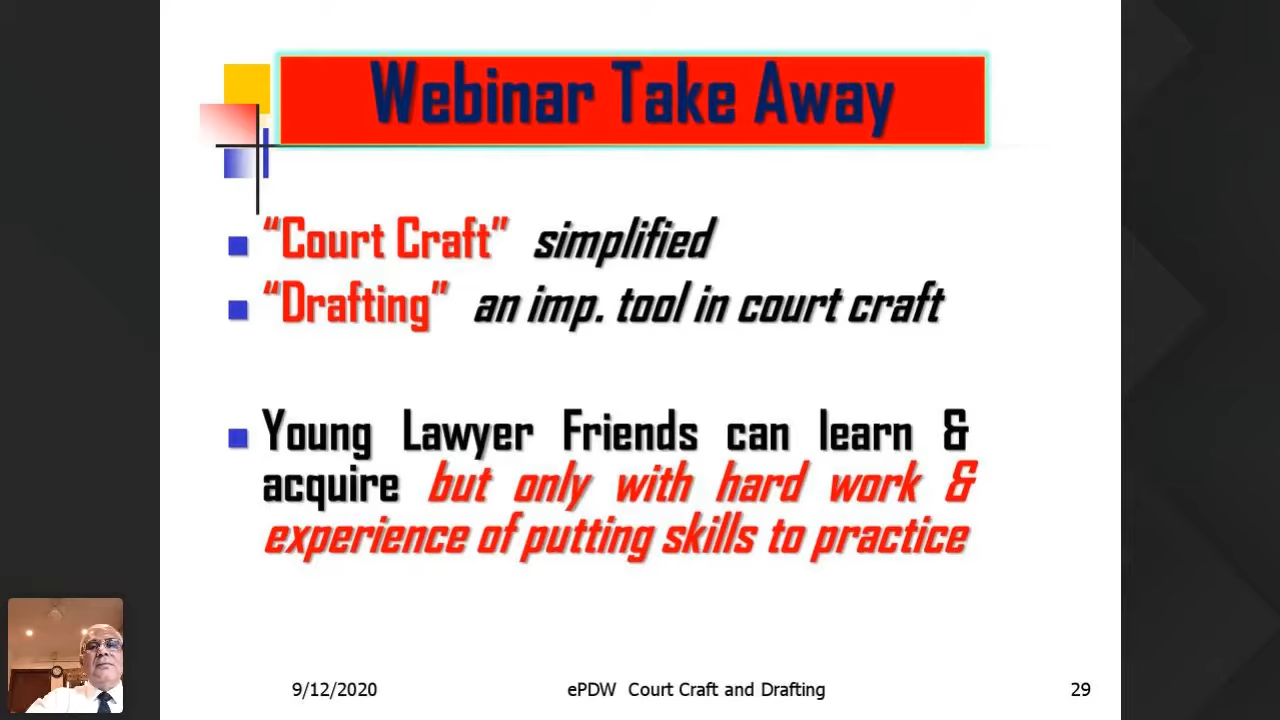 Webinar Take Away
“Court Craft” simplified
“Drafting” an imp. tool in court craft
Young Lawyer Friends can learn &
acquire but only with hard work &
experience of putting skills to practice
9/12/2020 ePDW Court Craft and Drafting 29